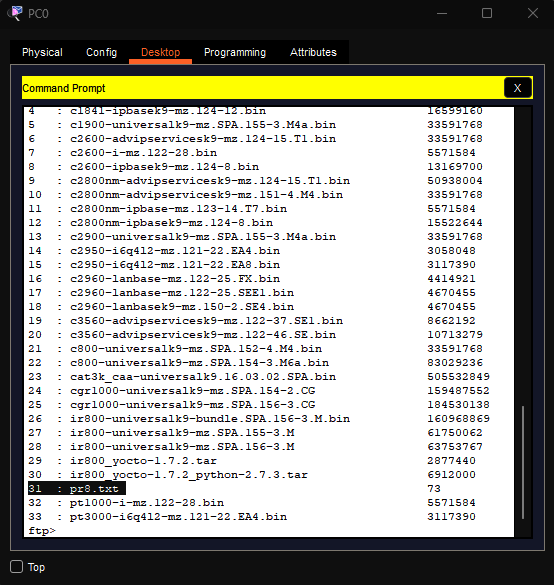 PC0
Physical Config Desktop Programming Attributes
Command Prompt X
4 : c1841-ipbasek9-mz.124-12.bin 16599160
5 : c1900-universalk9-mz.SPA.155-3.M4a.bin 33591768
6 : c2600-advipservicesk9-mz.124-15.T1.bin 33591768
7 : c2600-i-mz.122-28.bin 5571584
8 : c2600-ipbasek9-mz.124-8.bin 13169700
9 : c2800nm-advipservicesk9-mz.124-15.T1.bin 50938004
10 : c2800nm-advipservicesk9-mz.151-4.M4.bin 33591768
11 : c2800nm-ipbase-mz.123-14.T7.bin 5571584
12 : c2800nm-ipbasek9-mz.124-8.bin 15522644
13 : c2900-universalk9-mz.SPA.155-3.M4a.bin 33591768
14 : c2950-i6q4l2-mz.121-22.EA4.bin 3058048
15 : c2950-i6q4l2-mz.121-22.EA8.bin 3117390
16 : c2960-lanbase-mz.122-25.FX.bin 4414921
17 : c2960-lanbase-mz.122-25.SEE1.bin 4670455
18 : c2960-lanbasek9-mz.150-2.SE4.bin 4670455
19 : c3560-advipservicesk9-mz.122-37.SE1.bin 8662192
20 : c3560-advipservicesk9-mz.122-46.SE.bin 10713279
21 : c800-universalk9-mz.SPA.152-4.M4.bin 33591768
22 : c800-universalk9-mz.SPA.154-3.M6a.bin 83029236
23 : cat3k_caa-universalk9.16.03.02.SPA.bin 505532849
24 : cgr1000-universalk9-mz.SPA.154-2.CG 159487552
25 : cgr1000-universalk9-mz.SPA.156-3.CG 184530138
26 : ir800-universalk9-bundle.SPA.156-3.M.bin 160968869
27 : ir800-universalk9-mz.SPA.155-3.M 61750062
28 : ir800-universalk9-mz.SPA.156-3.M 63753767
29 : ir800_yocto-1.7.2.tar 2877440
30 : ir800_yocto-1.7.2_python-2.7.3.tar 6912000
31 : pr8.txt 73
32 : pt1000-i-mz.122-28.bin 5571584
33 : pt3000-i6q4l2-mz.121-22.EA4.bin 3117390
ftp>
Top